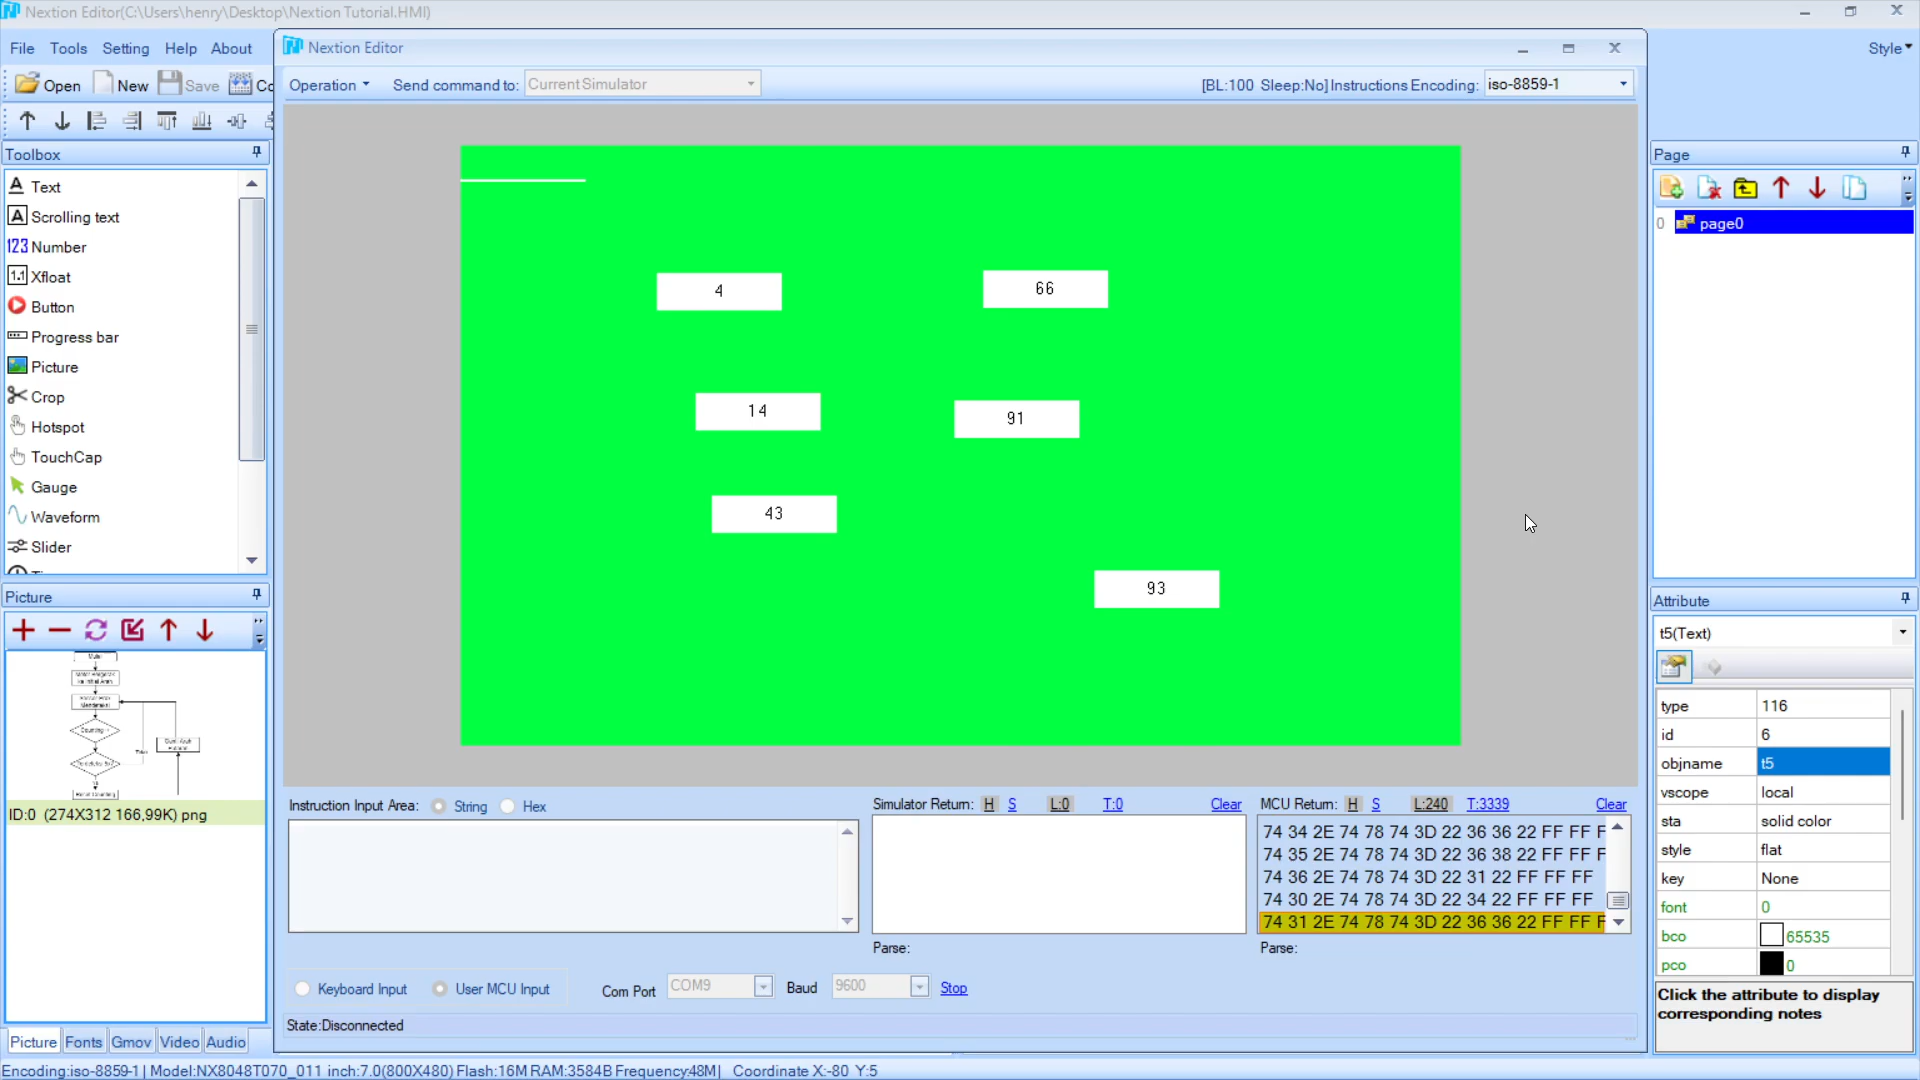 Nextion Editor(C:\Users\henry\Desktop\Nextion Tutorial.HMI)
File Tools Setting Help About
Style
Open New Save
Nextion Editor
Operation Send command to: Current Simulator
[BL:100 Sleep:No] Instructions Encoding: iso-8859-1
Toolbox
Text
Scrolling text
Number
Xfloat
Button
Progress bar
Picture
Crop
Hotspot
TouchCap
Gauge
Waveform
Slider
4
66
14
91
43
93
Page
0 page0
Picture
ID:0 (274X312 166,99K) png
Picture Fonts Gmov Video Audio
Instruction Input Area: String Hex
Simulator Return: H S L:0 T:0 Clear
Parse:
MCU Return: H S L:240 T:3339 Clear
74 34 2E 74 78 74 3D 22 36 36 22 FF FF F
74 35 2E 74 78 74 3D 22 36 38 22 FF FF F
74 36 2E 74 78 74 3D 22 31 22 FF FF FF
74 30 2E 74 78 74 3D 22 34 22 FF FF FF
74 31 2E 74 78 74 3D 22 36 36 22 FF FF F
Parse:
Keyboard Input User MCU Input Com Port COM9 Baud 9600 Stop
State:Disconnected
Attribute
t5(Text)
type 116
id 6
objname t5
vscope local
sta solid color
style flat
key None
font 0
bco 65535
pco 0
Click the attribute to display
corresponding notes
Encoding:iso-8859-1 | Model:NX8048T070_011 inch:7.0(800X480) Flash:16M RAM:3584B Frequency:48M| Coordinate X:-80 Y:5